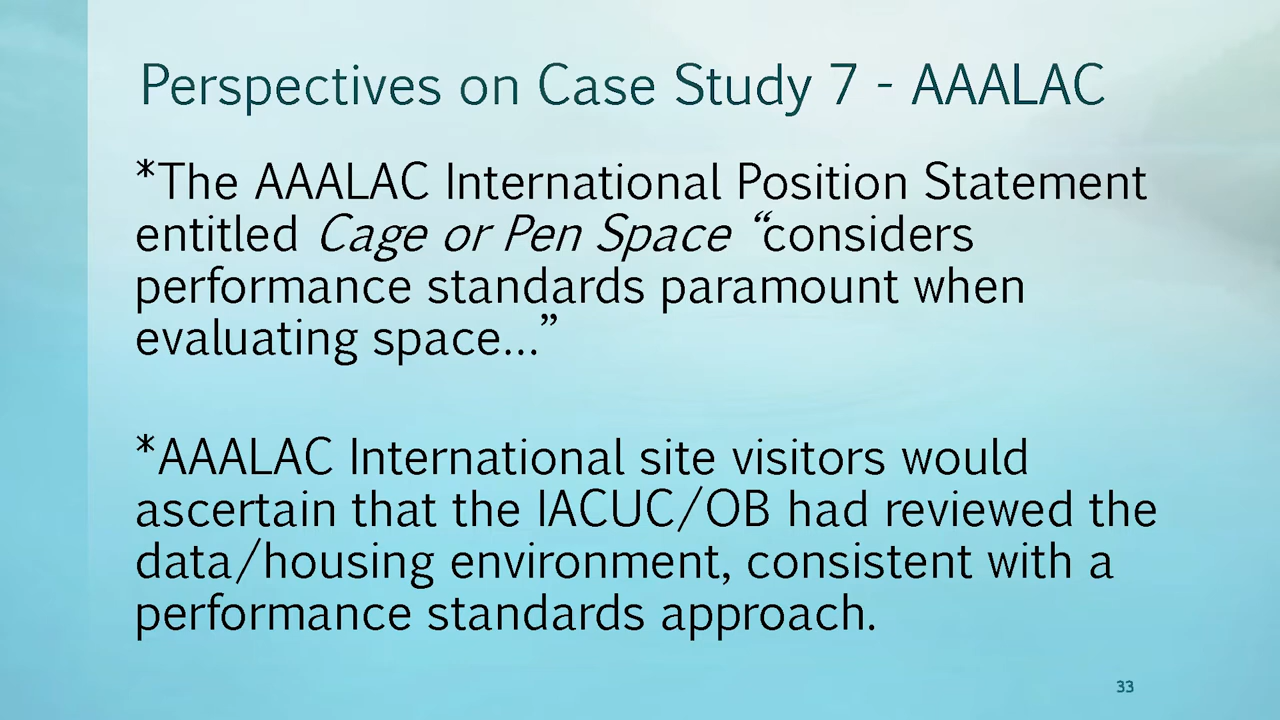 Perspectives on Case Study 7 - AAALAC
*The AAALAC International Position Statement
entitled Cage or Pen Space “considers
performance standards paramount when
evaluating space...”
*AAALAC International site visitors would
ascertain that the IACUC/OB had reviewed the
data/housing environment, consistent with a
performance standards approach.
33